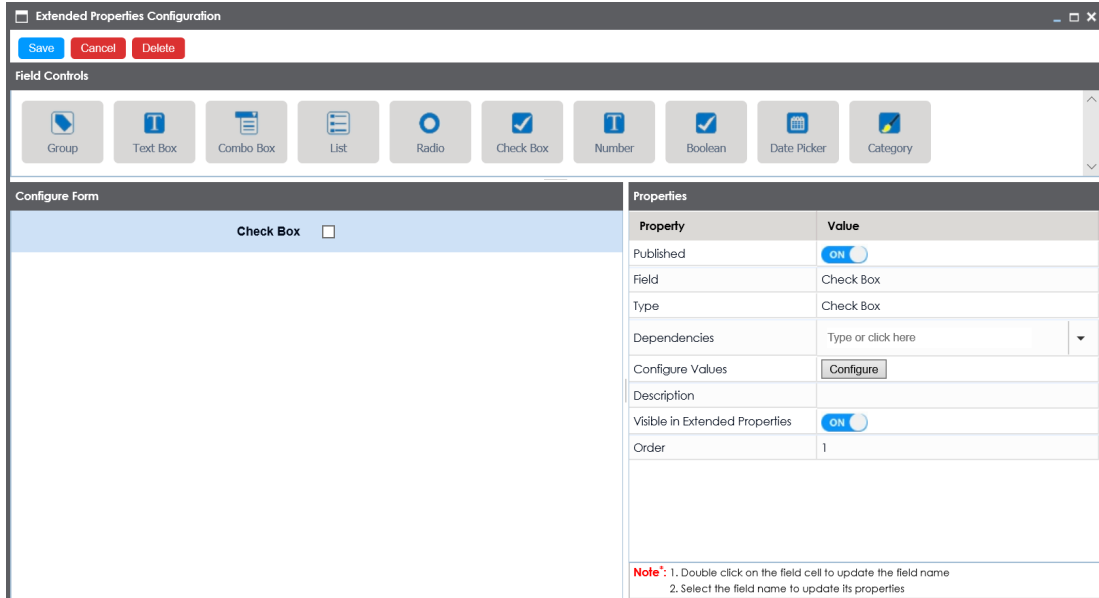 Extended Properties Configuration
Save Cancel Delete
Field Controls
T T
Group Text Box Combo Box List Radio Check Box Number Boolean Date Picker Category
Configure Form Properties
Check Box
Property Value
Published ON
Field Check Box
Type Check Box
Dependencies Type or click here
Configure Values Configure
Description
Visible in Extended Properties ON
Order 1
Note*: 1. Double click on the field cell to update the field name
2. Select the field name to update its properties